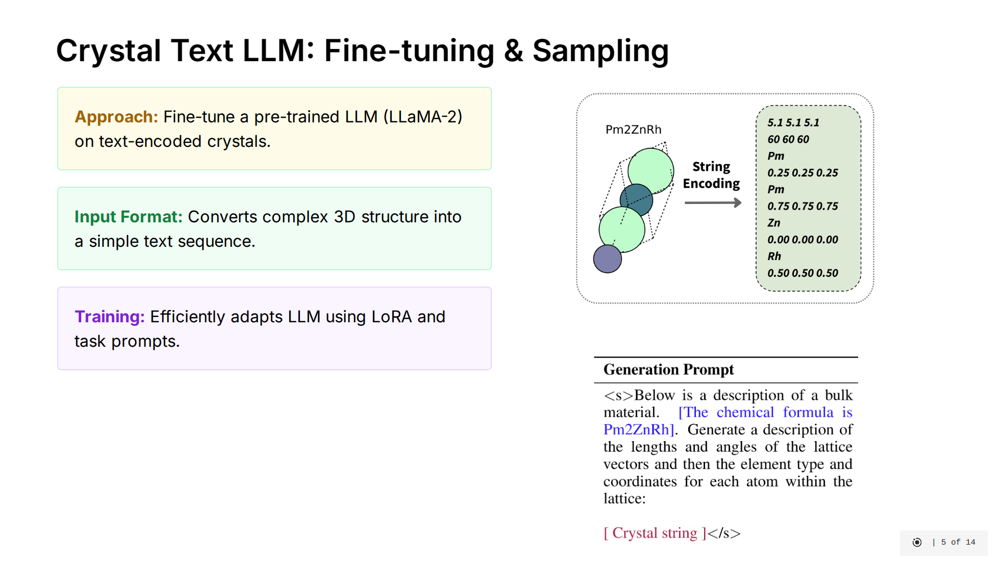 Crystal Text LLM: Fine-tuning & Sampling
Approach: Fine-tune a pre-trained LLM (LLaMA-2)
on text-encoded crystals.
Input Format: Converts complex 3D structure into
a simple text sequence.
Training: Efficiently adapts LLM using LoRA and
task prompts.
Pm2ZnRh
String
Encoding
5.1 5.1 5.1
60 60 60
Pm
0.25 0.25 0.25
Pm
0.75 0.75 0.75
Zn
0.00 0.00 0.00
Rh
0.50 0.50 0.50
Generation Prompt
<s>Below is a description of a bulk
material. [The chemical formula is
Pm2ZnRh]. Generate a description of
the lengths and angles of the lattice
vectors and then the element type and
coordinates for each atom within the
lattice:
[ Crystal string ]</s>
| 5 of 14